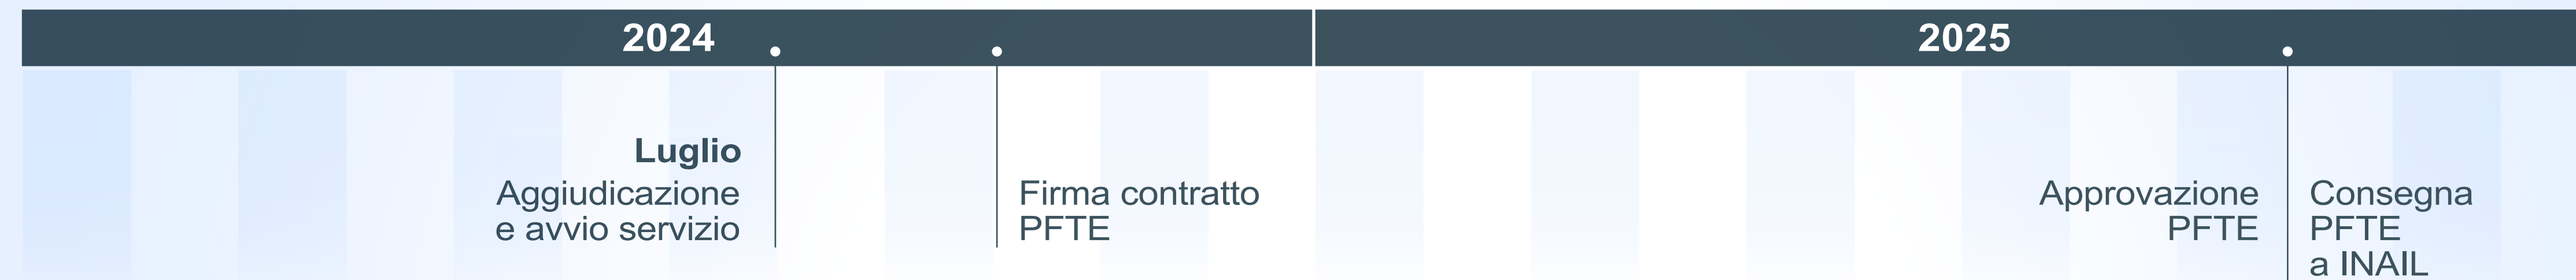 2024
2025
Luglio
Aggiudicazione
e avvio servizio
Firma contratto
PFTE
Approvazione
PFTE
Consegna
PFTE
a INAIL